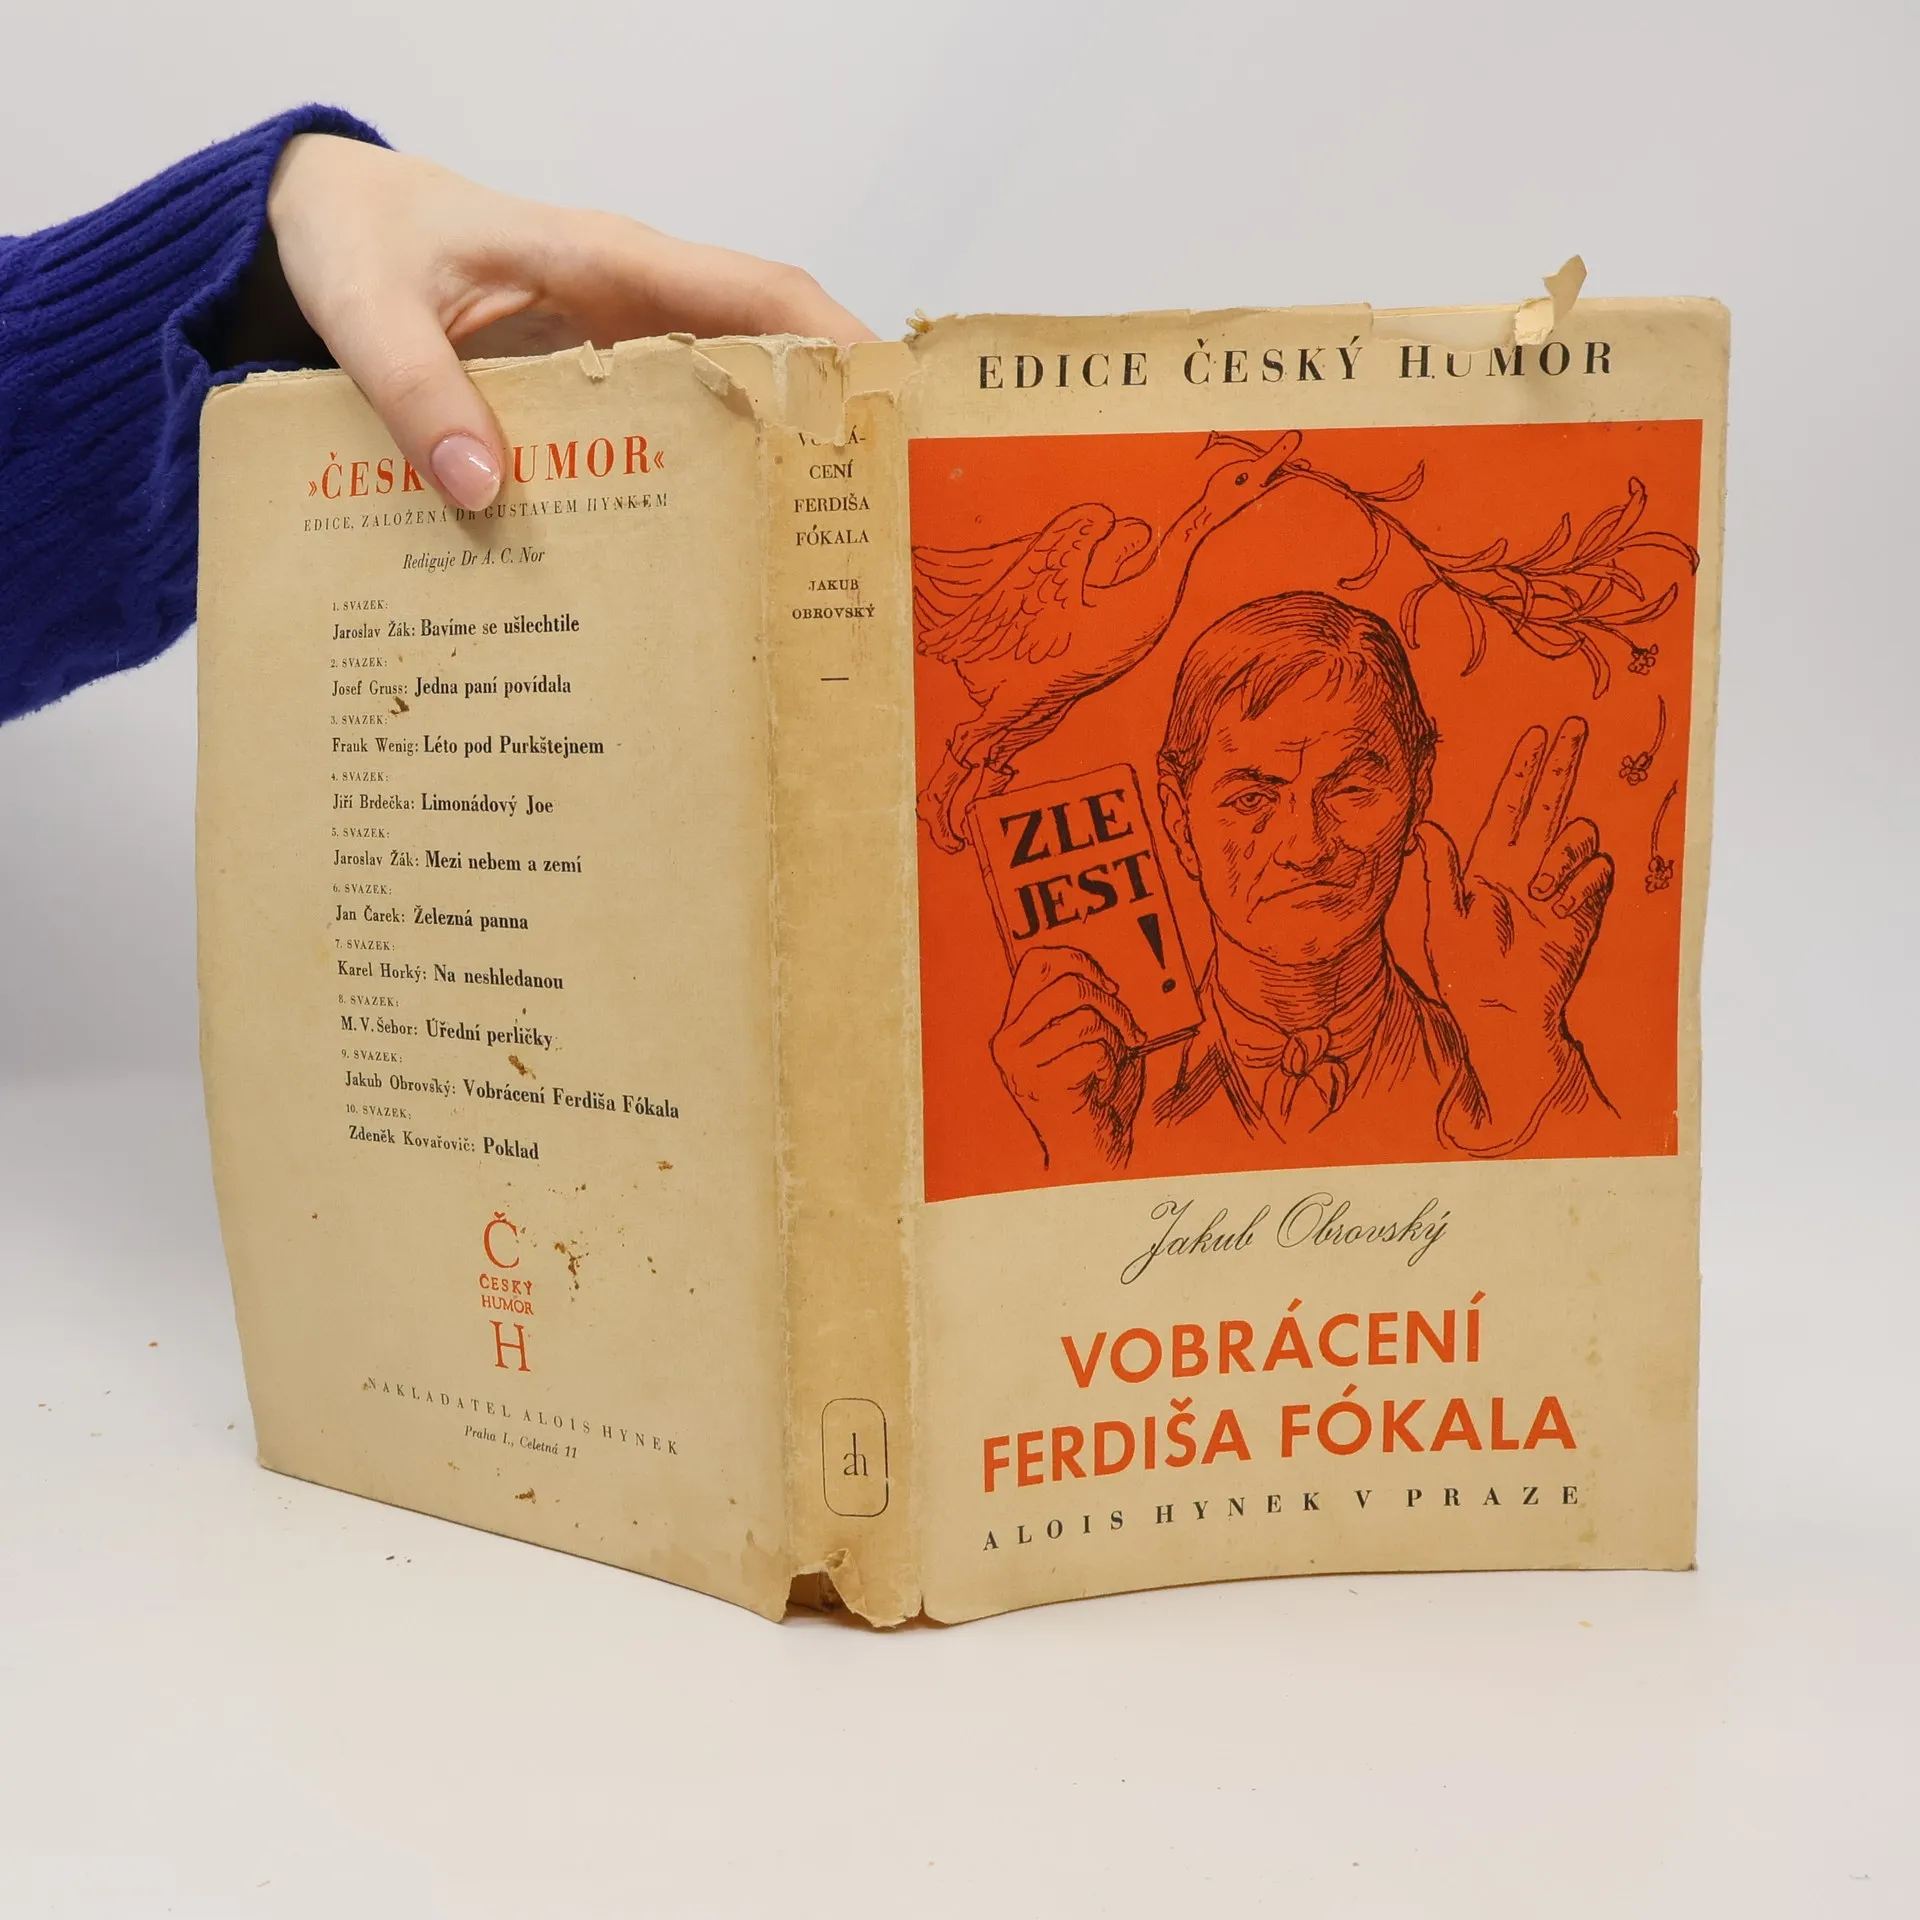 »ČESKÝ HUMOR«
EDICE, ZALOŽENÁ DR GUSTAVEM HYNKEM
Rediguje Dr A. C. Nor
1. SVAZEK:
Jaroslav Žák: Bavíme se ušlechtile
2. SVAZEK:
Josef Gruss: Jedna paní povídala
3. SVAZEK:
Frank Wenig: Léto pod Purkštejnem
4. SVAZEK:
Jiří Brdečka: Limonádový Joe
5. SVAZEK:
Jaroslav Žák: Mezi nebem a zemí
6. SVAZEK:
Jan Čarek: Železná panna
7. SVAZEK:
Karel Horký: Na neshledanou
8. SVAZEK:
M. V. Šebor: Úřední perličky
9. SVAZEK:
Jakub Obrovský: Vobrácení Ferdiša Fókala
10. SVAZEK:
Zdeněk Kovařovič: Poklad
Č
ČESKÝ
HUMOR
H
NAKLADATEL ALOIS HYNEK
Praha I., Celetná 11
VOBRÁ-
CENÍ
FERDIŠA
FÓKALA
JAKUB
OBROVSKÝ
ah
EDICE ČESKÝ HUMOR
ZLE
JEST
!
Jakub Obrovský
VOBRÁCENÍ
FERDIŠA FÓKALA
ALOIS HYNEK V PRAZE